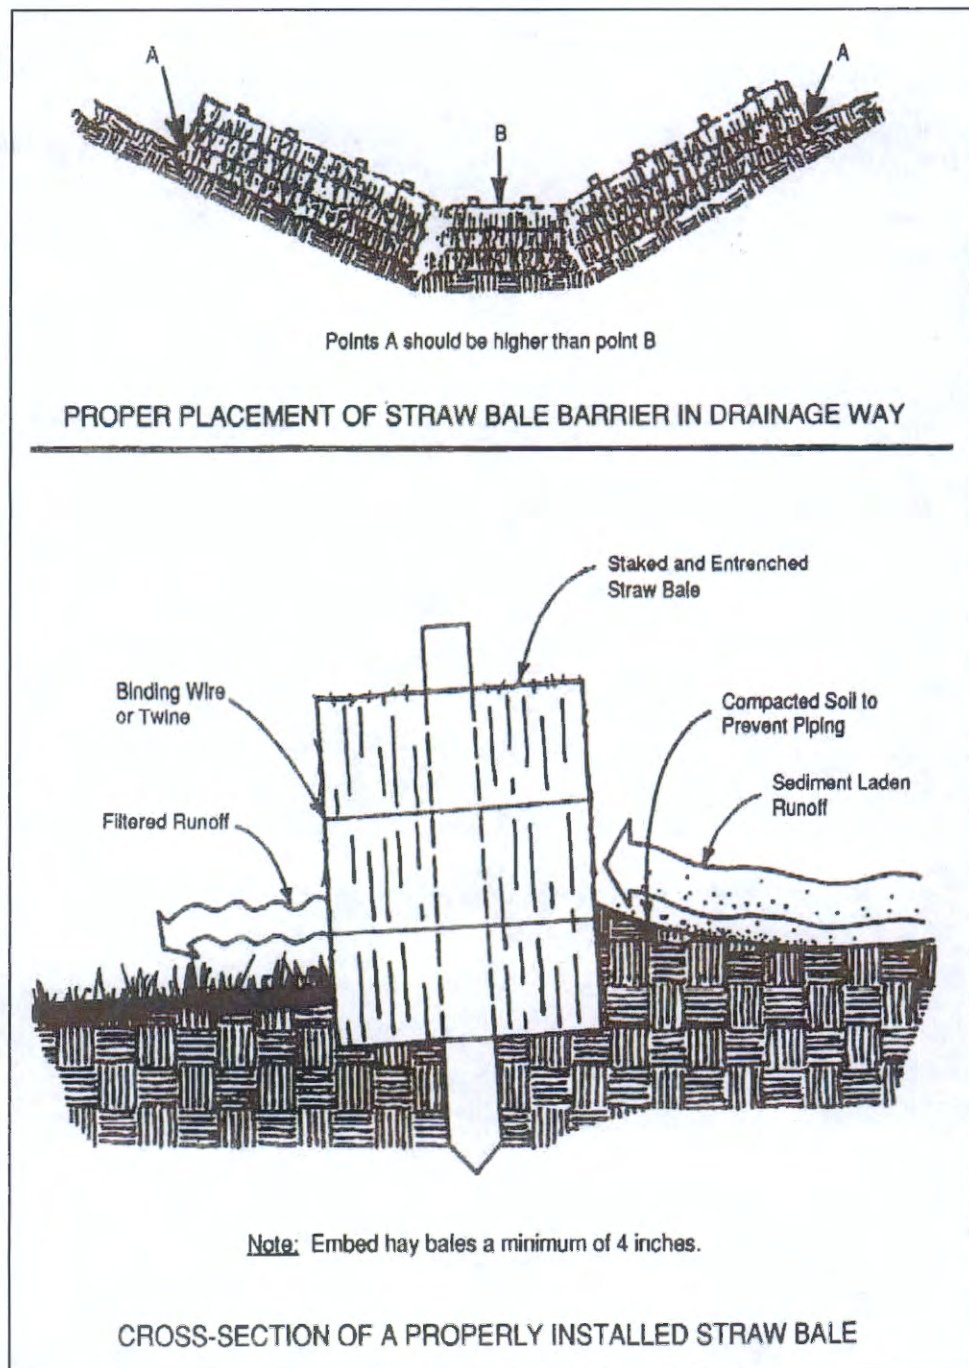 A
A
B
Points A should be higher than point B
PROPER PLACEMENT OF STRAW BALE BARRIER IN DRAINAGE WAY
Staked and Entrenched
Straw Bale
Binding Wire
or Twine
Compacted Soil to
Prevent Piping
Sediment Laden
Runoff
Filtered Runoff
Note: Embed hay bales a minimum of 4 inches.
CROSS-SECTION OF A PROPERLY INSTALLED STRAW BALE